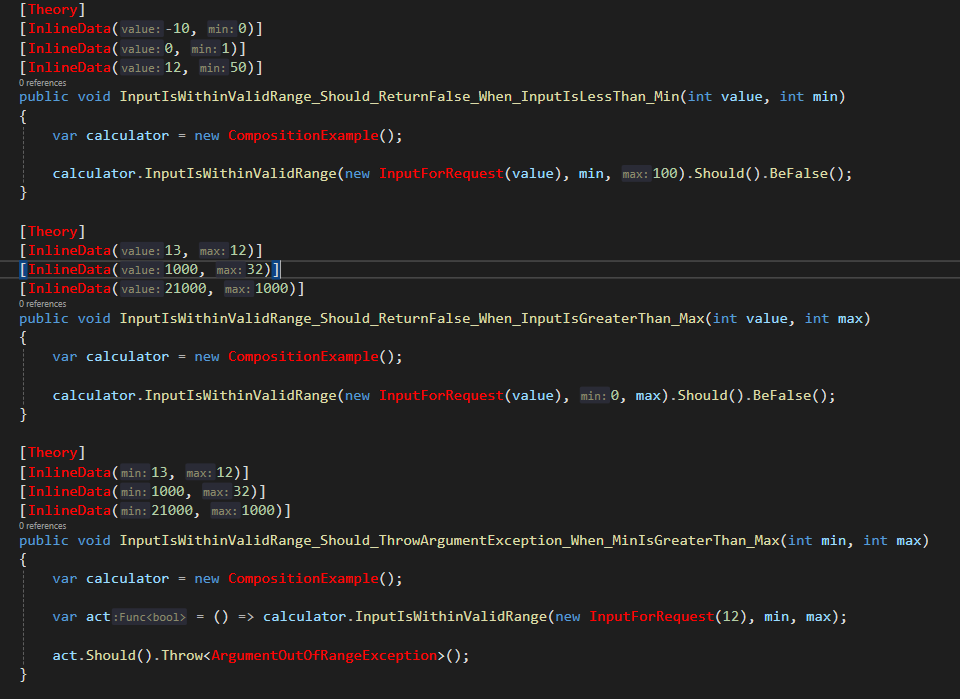 [Theory]
[InlineData(value: -10, min: 0)]
[InlineData(value: 0, min: 1)]
[InlineData(value: 12, min: 50)]
0 references
public void InputIsWithinValidRange_Should_ReturnFalse_When_InputIsLessThan_Min(int value, int min)
{
var calculator = new CompositionExample();
calculator.InputIsWithinValidRange(new InputForRequest(value), min, max: 100).Should().BeFalse();
}
[Theory]
[InlineData(value: 13, max: 12)]
[InlineData(value: 1000, max: 32)]
[InlineData(value: 21000, max: 1000)]
0 references
public void InputIsWithinValidRange_Should_ReturnFalse_When_InputIsGreaterThan_Max(int value, int max)
{
var calculator = new CompositionExample();
calculator.InputIsWithinValidRange(new InputForRequest(value), min: 0, max).Should().BeFalse();
}
[Theory]
[InlineData(min: 13, max: 12)]
[InlineData(min: 1000, max: 32)]
[InlineData(min: 21000, max: 1000)]
0 references
public void InputIsWithinValidRange_Should_ThrowArgumentException_When_MinIsGreaterThan_Max(int min, int max)
{
var calculator = new CompositionExample();
var act :Func<bool> = () => calculator.InputIsWithinValidRange(new InputForRequest(12), min, max);
act.Should().Throw<ArgumentOutOfRangeException>();
}